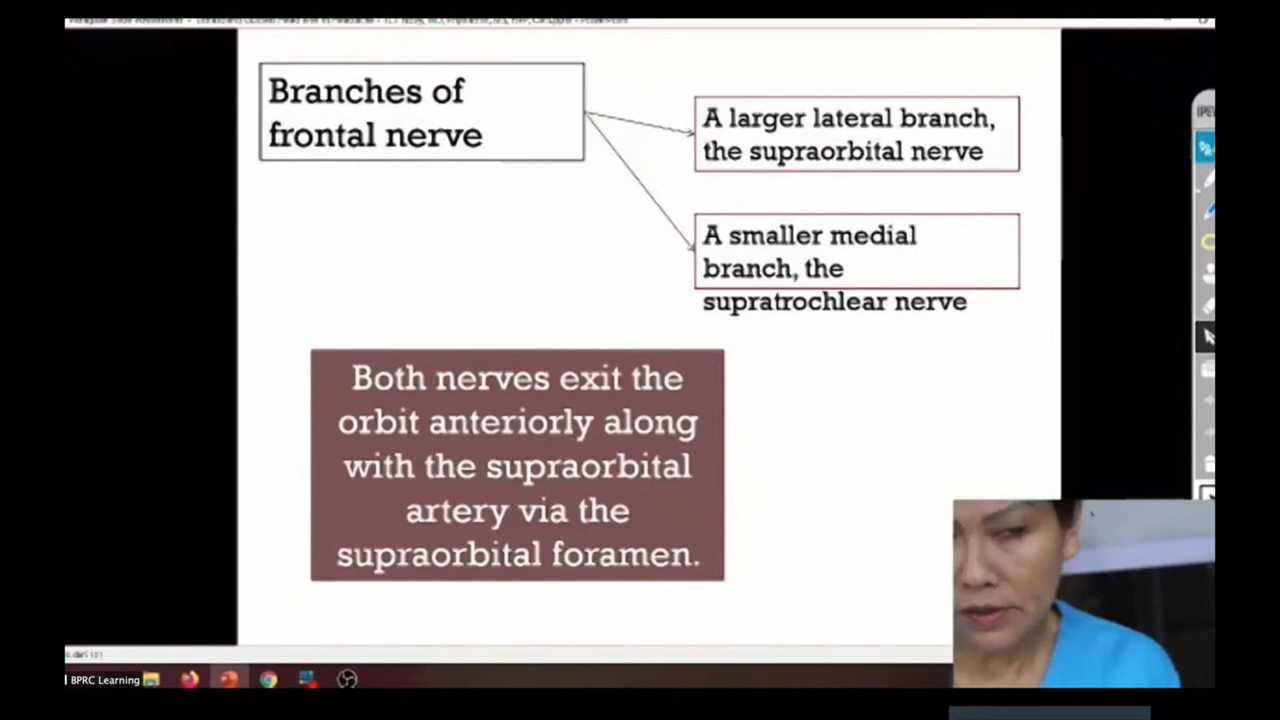 Branches of
frontal nerve
A larger lateral branch,
the supraorbital nerve
A smaller medial
branch, the
supratrochlear nerve
Both nerves exit the
orbit anteriorly along
with the supraorbital
artery via the
supraorbital foramen.
BPRC Learning